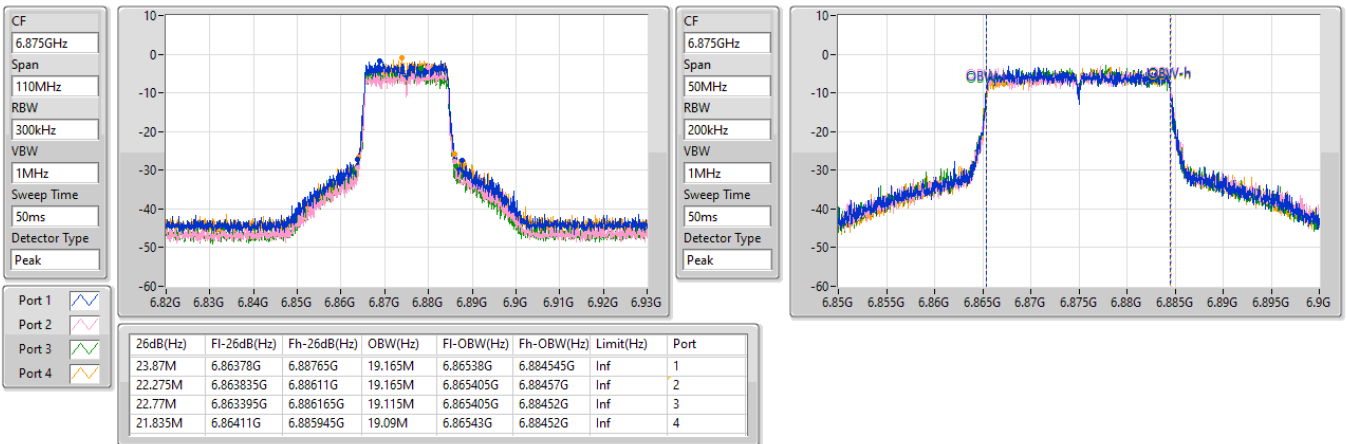 CF
6.875GHz
Span
110MHz
RBW
300kHz
VBW
1MHz
Sweep Time
50ms
Detector Type
Peak
10
0
-10
-20
-30
-40
-50
-60
6.82G 6.83G 6.84G 6.85G 6.86G 6.87G 6.88G 6.89G 6.9G 6.91G 6.92G 6.93G
CF
6.875GHz
Span
50MHz
RBW
200kHz
VBW
1MHz
Sweep Time
50ms
Detector Type
Peak
10
0
-10
-20
-30
-40
-50
-60
OBW OBW-h
6.85G 6.855G 6.86G 6.865G 6.87G 6.875G 6.88G 6.885G 6.89G 6.895G 6.9G
Port 1
Port 2
Port 3
Port 4
26dB(Hz) Fl-26dB(Hz) Fh-26dB(Hz) OBW(Hz) Fl-OBW(Hz) Fh-OBW(Hz) Limit(Hz) Port
23.87M 6.86378G 6.88765G 19.165M 6.86538G 6.884545G Inf 1
22.275M 6.863835G 6.88611G 19.165M 6.865405G 6.88457G Inf 2
22.77M 6.863395G 6.886165G 19.115M 6.865405G 6.88452G Inf 3
21.835M 6.86411G 6.885945G 19.09M 6.86543G 6.88452G Inf 4